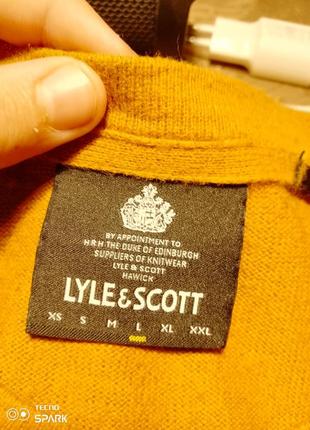 BY APPOINTMENT TO
H·R·H THE DUKE OF EDINBURGH
SUPPLIERS OF KNITWEAR
LYLE & SCOTT
HAWICK
LYLE&SCOTT
XS S M L XL XXL
TECNO
SPARK